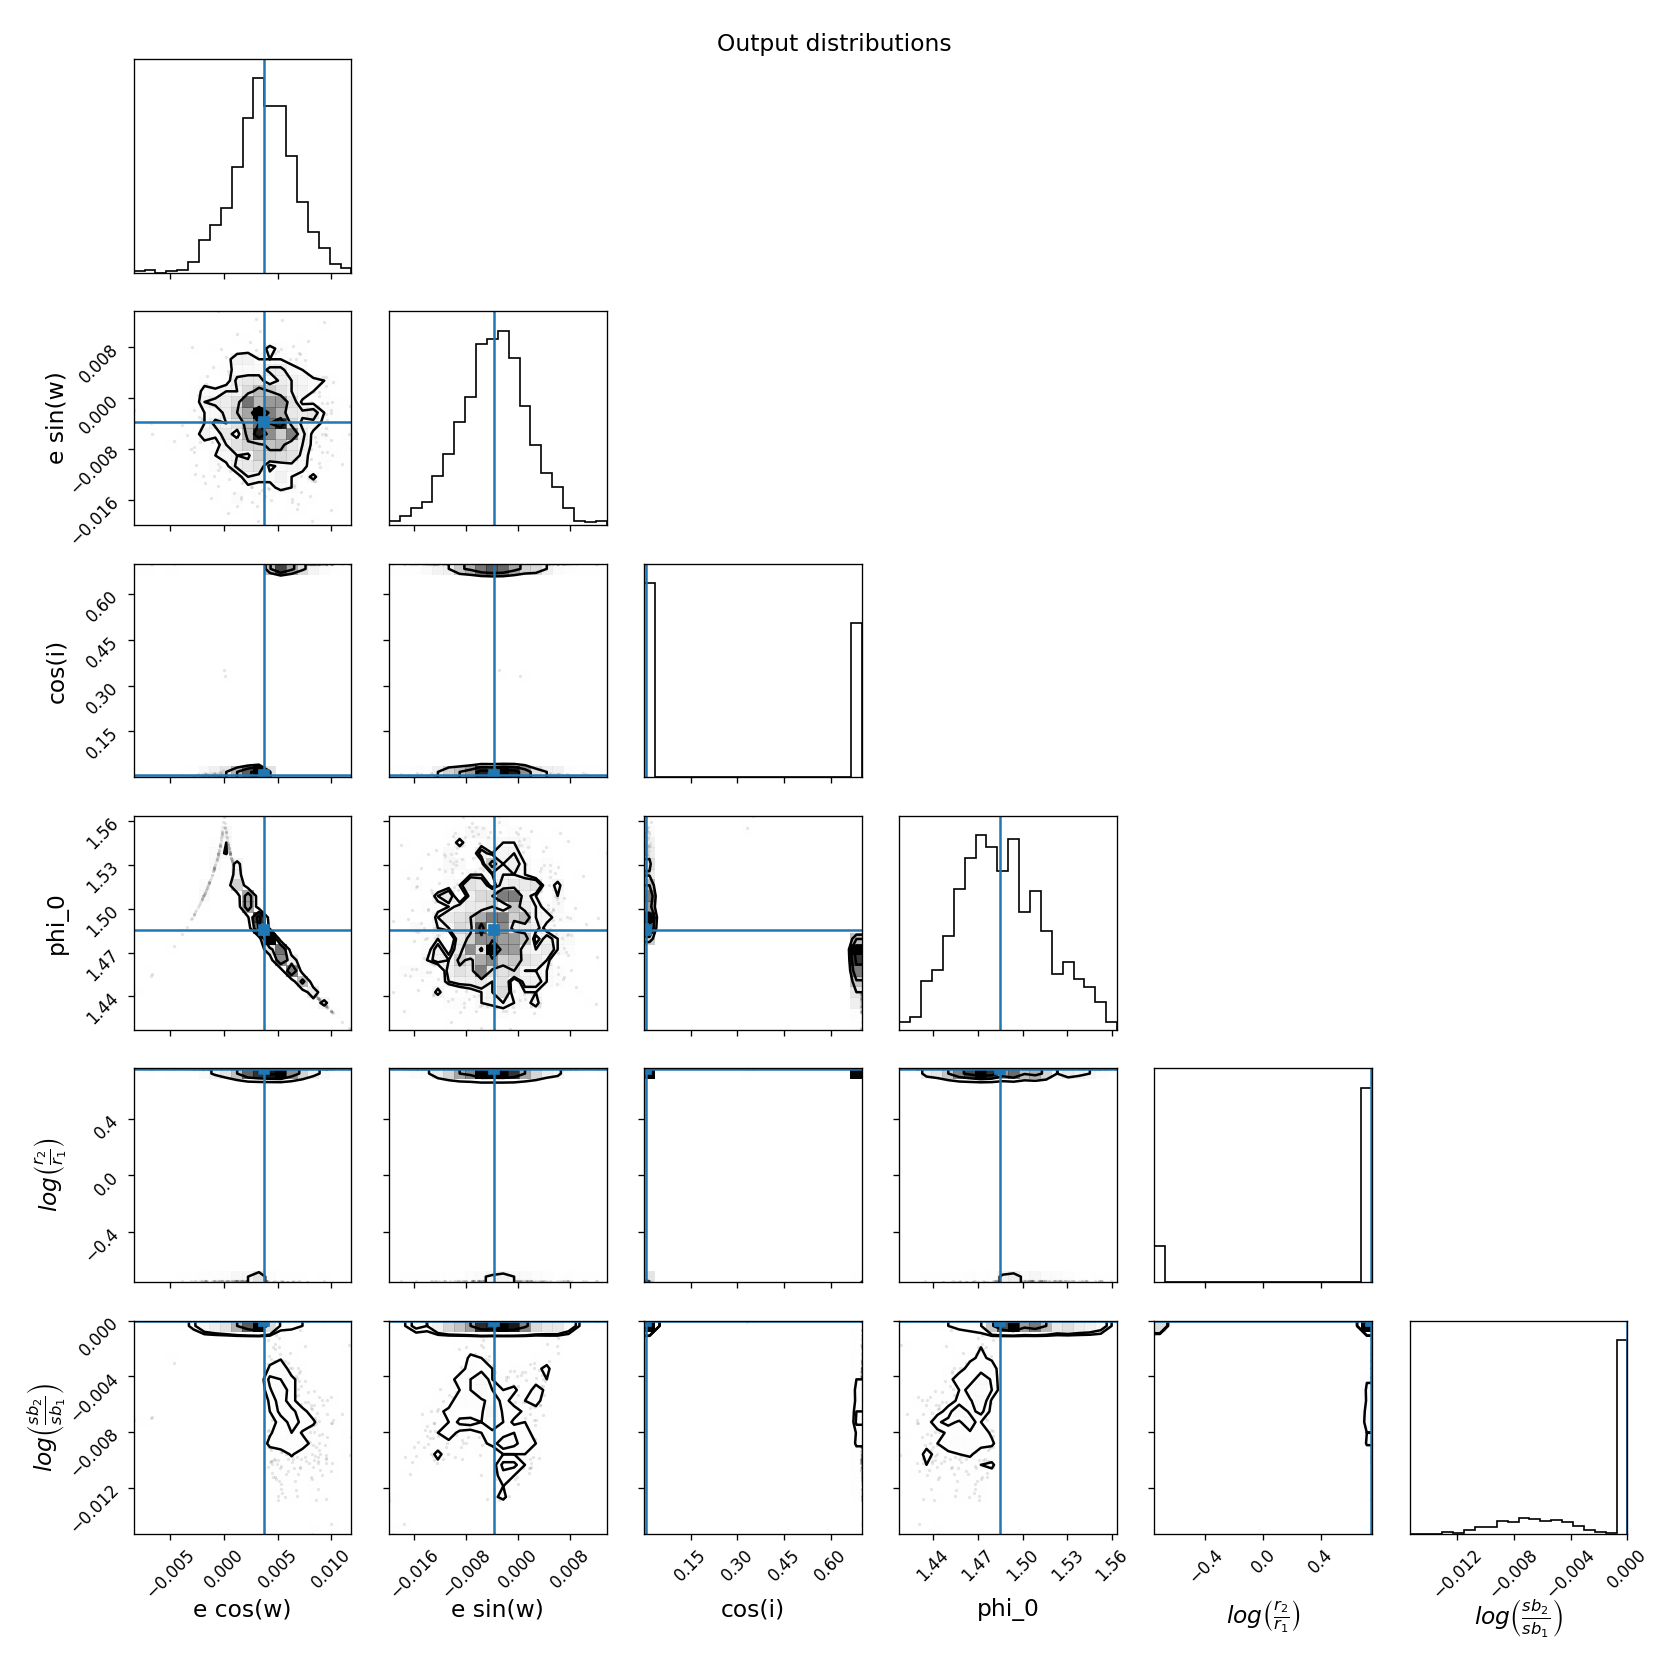 Output distributions
0.008
0.000
−0.008
−0.016
e sin(w)
0.60
0.45
0.30
0.15
cos(i)
1.56
1.53
1.50
1.47
1.44
phi_0
0.4
0.0
−0.4
log(r2/r1)
0.000
−0.004
−0.008
−0.012
log(sb2/sb1)
−0.005 0.000 0.005 0.010 −0.016 −0.008 0.000 0.008 0.15 0.30 0.45 0.60 1.44 1.47 1.50 1.53 1.56 −0.4 0.0 0.4 −0.012 −0.008 −0.004 0.000
e cos(w) e sin(w) cos(i) phi_0 log(r2/r1) log(sb2/sb1)